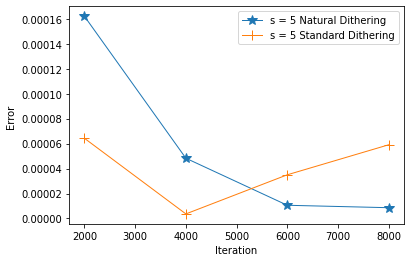 s = 5 Natural Dithering
s = 5 Standard Dithering
Error
0.00016
0.00014
0.00012
0.00010
0.00008
0.00006
0.00004
0.00002
0.00000
2000 3000 4000 5000 6000 7000 8000
Iteration